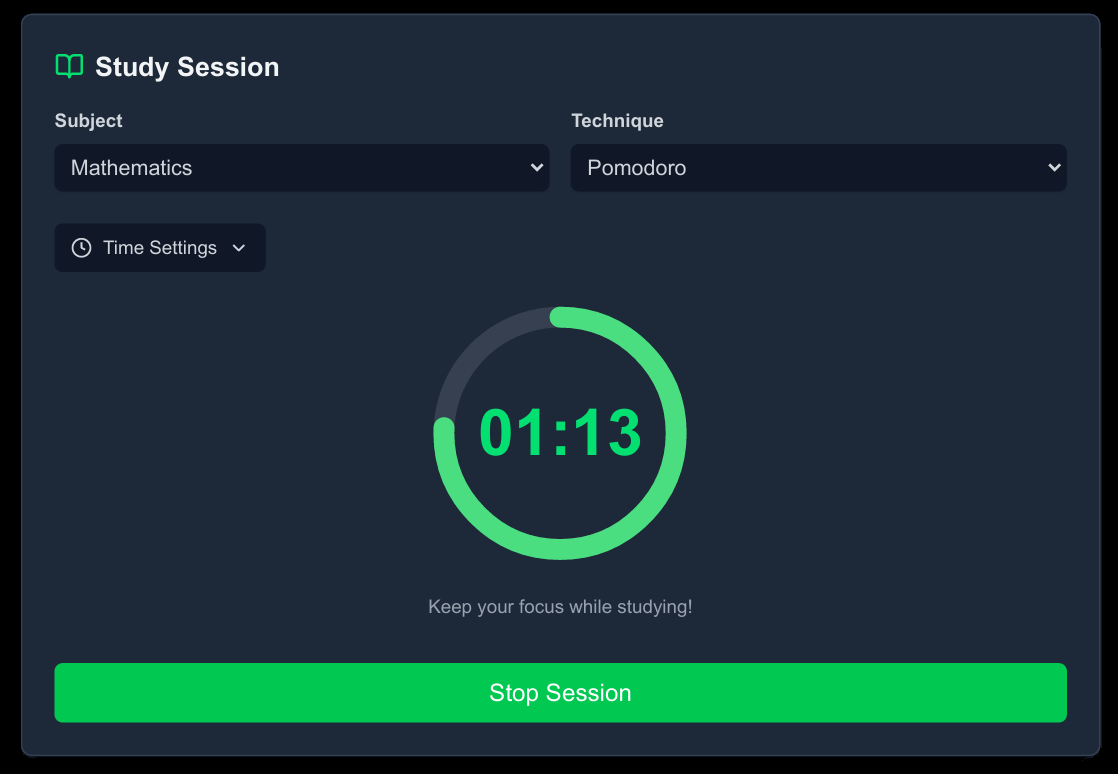 Study Session
Subject
Technique
Mathematics
Pomodoro
Time Settings
01:13
Keep your focus while studying!
Stop Session